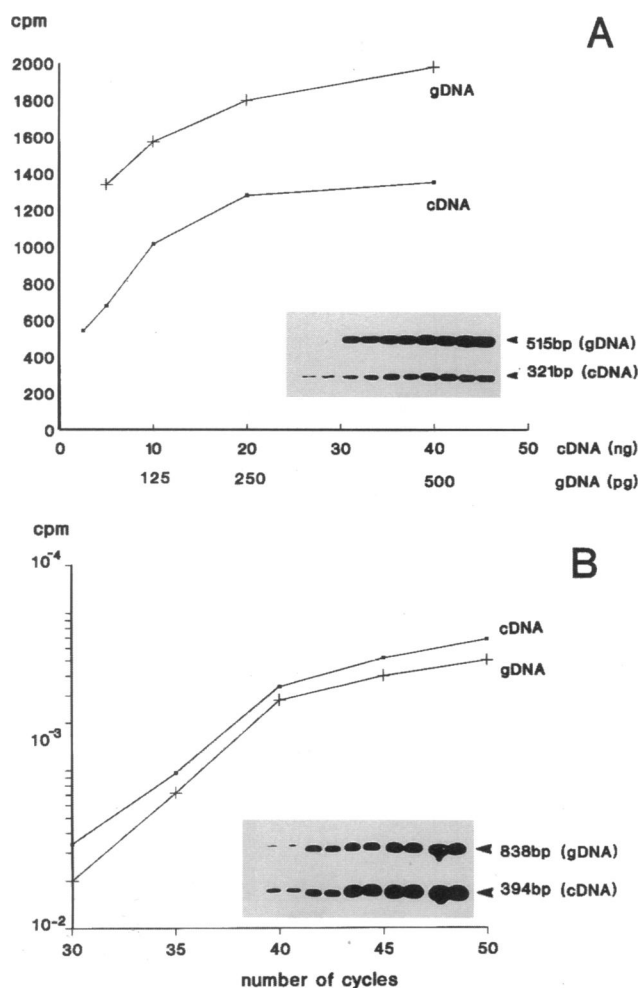 cpm
A
2000
1800
1600
1400
1200
1000
800
600
400
200
0
gDNA
cDNA
515bp (gDNA)
321bp (cDNA)
0 10 20 30 40 50 cDNA (ng)
125 250 500 gDNA (pg)
cpm
B
10-4
10-3
10-2
cDNA
gDNA
838bp (gDNA)
394bp (cDNA)
30 35 40 45 50
number of cycles